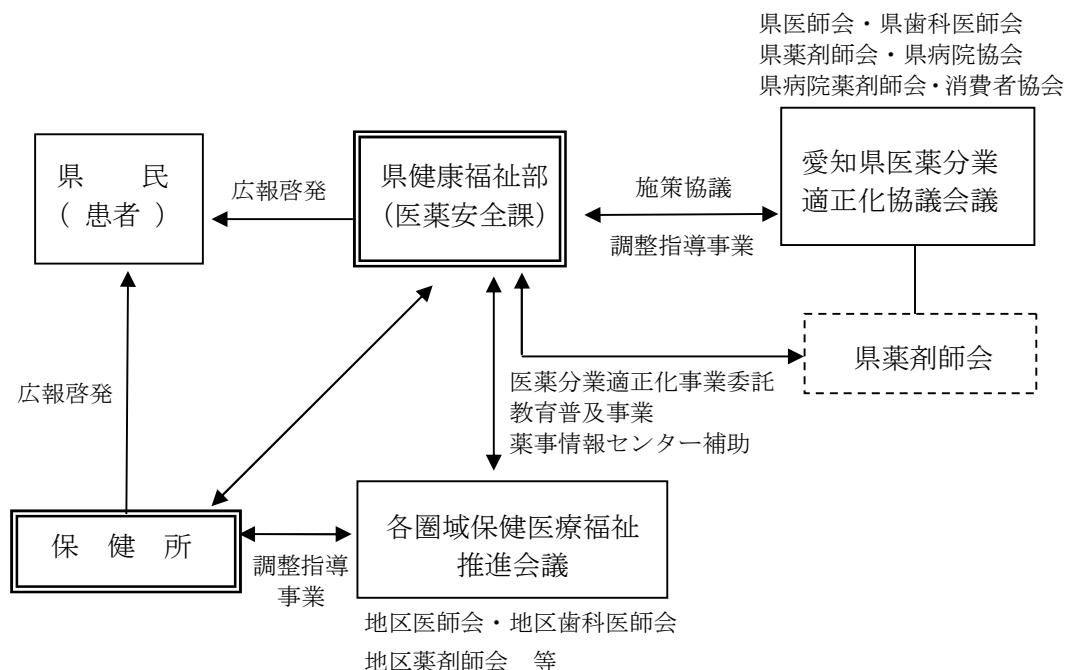 県医師会・県歯科医師会
県薬剤師会・県病院協会
県病院薬剤師会・消費者協会
県　　民
（ 患者 ）
広報啓発
県健康福祉部
（医薬安全課）
施策協議
調整指導事業
愛知県医薬分業
適正化協議会議
県薬剤師会
広報啓発
医薬分業適正化事業委託
教育普及事業
薬事情報センター補助
保　健　所
調整指導
事業
各圏域保健医療福祉
推進会議
地区医師会・地区歯科医師会
地区薬剤師会　等